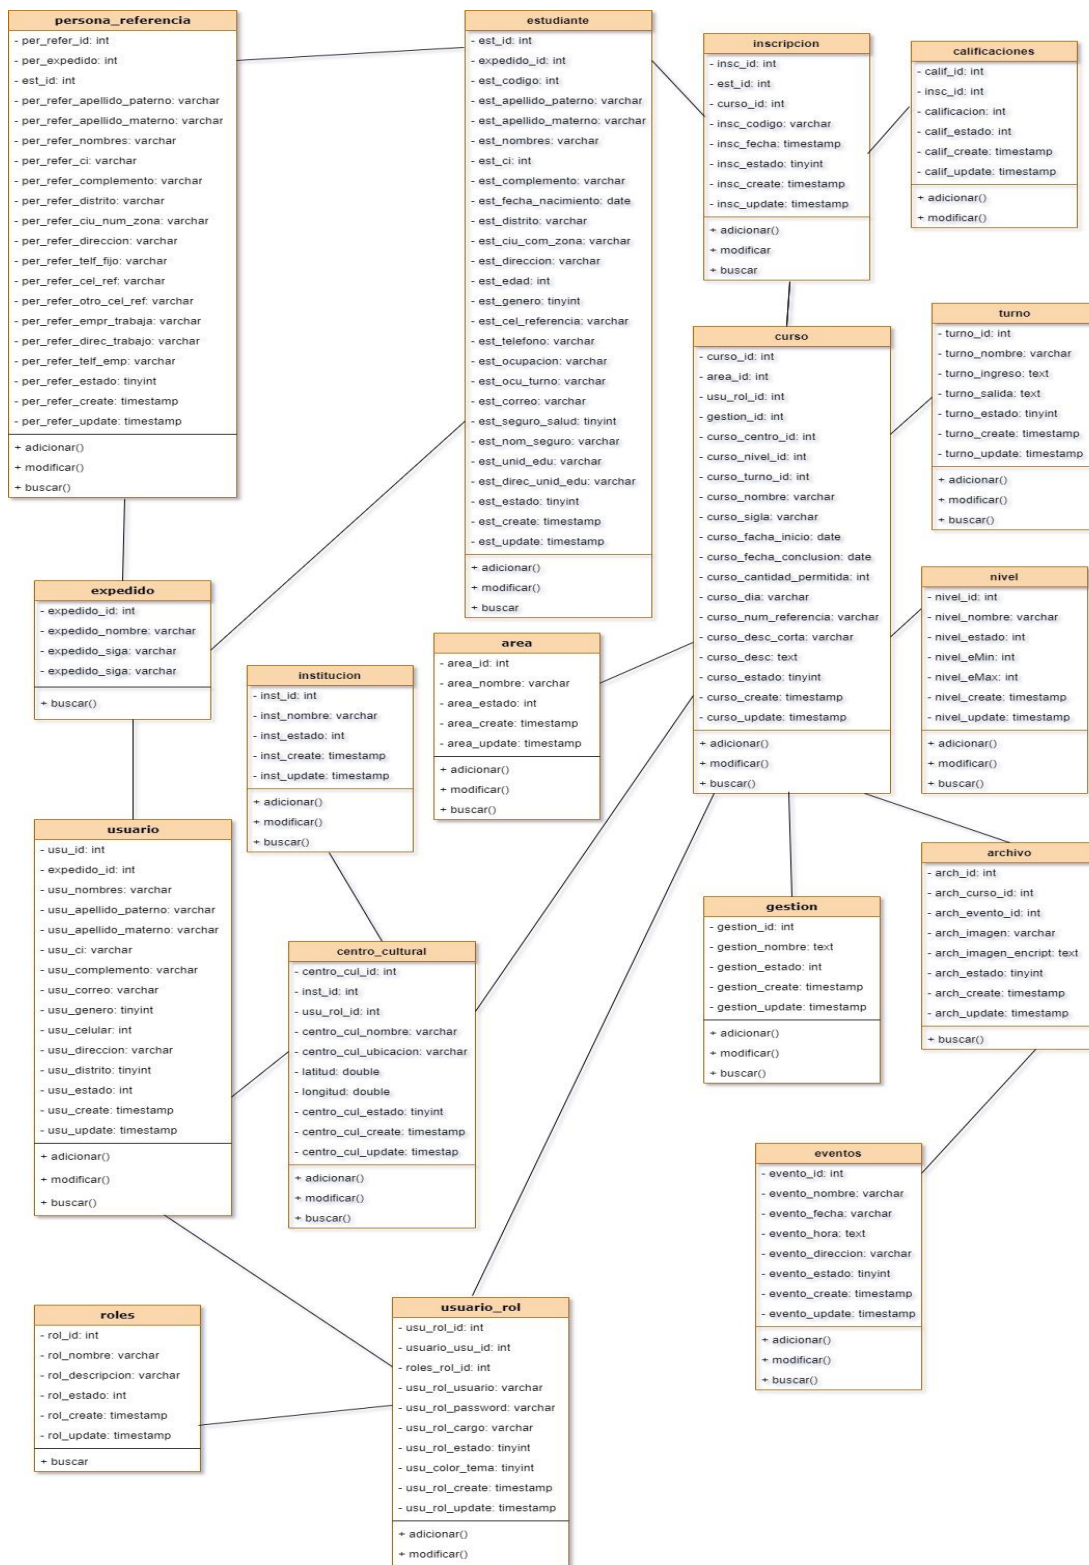 persona_referencia
- per_refer_id: int
- per_expedido: int
- est_id: int
- per_refer_apellido_paterno: varchar
- per_refer_apellido_materno: varchar
- per_refer_nombres: varchar
- per_refer_ci: varchar
- per_refer_complemento: varchar
- per_refer_distrito: varchar
- per_refer_ciu_num_zona: varchar
- per_refer_direccion: varchar
- per_refer_telf_fijo: varchar
- per_refer_cel_ref: varchar
- per_refer_otro_cel_ref: varchar
- per_refer_empr_trabaja: varchar
- per_refer_direc_trabajo: varchar
- per_refer_telf_emp: varchar
- per_refer_estado: tinyint
- per_refer_create: timestamp
- per_refer_update: timestamp
+ adicionar()
+ modificar()
+ buscar()
estudiante
- est_id: int
- expedido_id: int
- est_codigo: int
- est_apellido_paterno: varchar
- est_apellido_materno: varchar
- est_nombres: varchar
- est_ci: int
- est_complemento: varchar
- est_fecha_nacimiento: date
- est_distrito: varchar
- est_ciu_com_zona: varchar
- est_direccion: varchar
- est_edad: int
- est_genero: tinyint
- est_cel_referencia: varchar
- est_telefono: varchar
- est_ocupacion: varchar
- est_ocu_turno: varchar
- est_correo: varchar
- est_seguro_salud: tinyint
- est_nom_seguro: varchar
- est_unid_edu: varchar
- est_direc_unid_edu: varchar
- est_estado: tinyint
- est_create: timestamp
- est_update: timestamp
+ adicionar()
+ modificar()
+ buscar
inscripcion
- insc_id: int
- est_id: int
- curso_id: int
- insc_codigo: varchar
- insc_fecha: timestamp
- insc_estado: tinyint
- insc_create: timestamp
- insc_update: timestamp
+ adicionar()
+ modificar
+ buscar
calificaciones
- calif_id: int
- insc_id: int
- calificacion: int
- calif_estado: int
- calif_create: timestamp
- calif_update: timestamp
+ adicionar()
+ modificar()
curso
- curso_id: int
- area_id: int
- usu_rol_id: int
- gestion_id: int
- curso_centro_id: int
- curso_nivel_id: int
- curso_turno_id: int
- curso_nombre: varchar
- curso_sigla: varchar
- curso_facha_inicio: date
- curso_fecha_conclusion: date
- curso_cantidad_permitida: int
- curso_dia: varchar
- curso_num_referencia: varchar
- curso_desc_corta: varchar
- curso_desc: text
- curso_estado: tinyint
- curso_create: timestamp
- curso_update: timestamp
+ adicionar()
+ modificar()
+ buscar()
turno
- turno_id: int
- turno_nombre: varchar
- turno_ingreso: text
- turno_salida: text
- turno_estado: tinyint
- turno_create: timestamp
- turno_update: timestamp
+ adicionar()
+ modificar()
+ buscar()
nivel
- nivel_id: int
- nivel_nombre: varchar
- nivel_estado: int
- nivel_eMin: int
- nivel_eMax: int
- nivel_create: timestamp
- nivel_update: timestamp
+ adicionar()
+ modificar()
+ buscar()
expedido
- expedido_id: int
- expedido_nombre: varchar
- expedido_siga: varchar
- expedido_siga: varchar
+ buscar()
institucion
- inst_id: int
- inst_nombre: varchar
- inst_estado: int
- inst_create: timestamp
- inst_update: timestamp
+ adicionar()
+ modificar()
+ buscar()
area
- area_id: int
- area_nombre: varchar
- area_estado: int
- area_create: timestamp
- area_update: timestamp
+ adicionar()
+ modificar()
+ buscar()
usuario
- usu_id: int
- expedido_id: int
- usu_nombres: varchar
- usu_apellido_paterno: varchar
- usu_apellido_materno: varchar
- usu_ci: varchar
- usu_complemento: varchar
- usu_correo: varchar
- usu_genero: tinyint
- usu_celular: int
- usu_direccion: varchar
- usu_distrito: tinyint
- usu_estado: int
- usu_create: timestamp
- usu_update: timestamp
+ adicionar()
+ modificar()
+ buscar()
centro_cultural
- centro_cul_id: int
- inst_id: int
- usu_rol_id: int
- centro_cul_nombre: varchar
- centro_cul_ubicacion: varchar
- latitud: double
- longitud: double
- centro_cul_estado: tinyint
- centro_cul_create: timestamp
- centro_cul_update: timestap
+ adicionar()
+ modificar()
+ buscar()
gestion
- gestion_id: int
- gestion_nombre: text
- gestion_estado: int
- gestion_create: timestamp
- gestion_update: timestamp
+ adicionar()
+ modificar()
+ buscar()
archivo
- arch_id: int
- arch_curso_id: int
- arch_evento_id: int
- arch_imagen: varchar
- arch_imagen_encript: text
- arch_estado: tinyint
- arch_create: timestamp
- arch_update: timestamp
+ buscar()
eventos
- evento_id: int
- evento_nombre: varchar
- evento_fecha: varchar
- evento_hora: text
- evento_direccion: varchar
- evento_estado: tinyint
- evento_create: timestamp
- evento_update: timestamp
+ adicionar()
+ modificar()
+ buscar()
roles
- rol_id: int
- rol_nombre: varchar
- rol_descripcion: varchar
- rol_estado: int
- rol_create: timestamp
- rol_update: timestamp
+ buscar
usuario_rol
- usu_rol_id: int
- usuario_usu_id: int
- roles_rol_id: int
- usu_rol_usuario: varchar
- usu_rol_password: varchar
- usu_rol_cargo: varchar
- usu_rol_estado: tinyint
- usu_color_tema: tinyint
- usu_rol_create: timestamp
- usu_rol_update: timestamp
+ adicionar()
+ modificar()